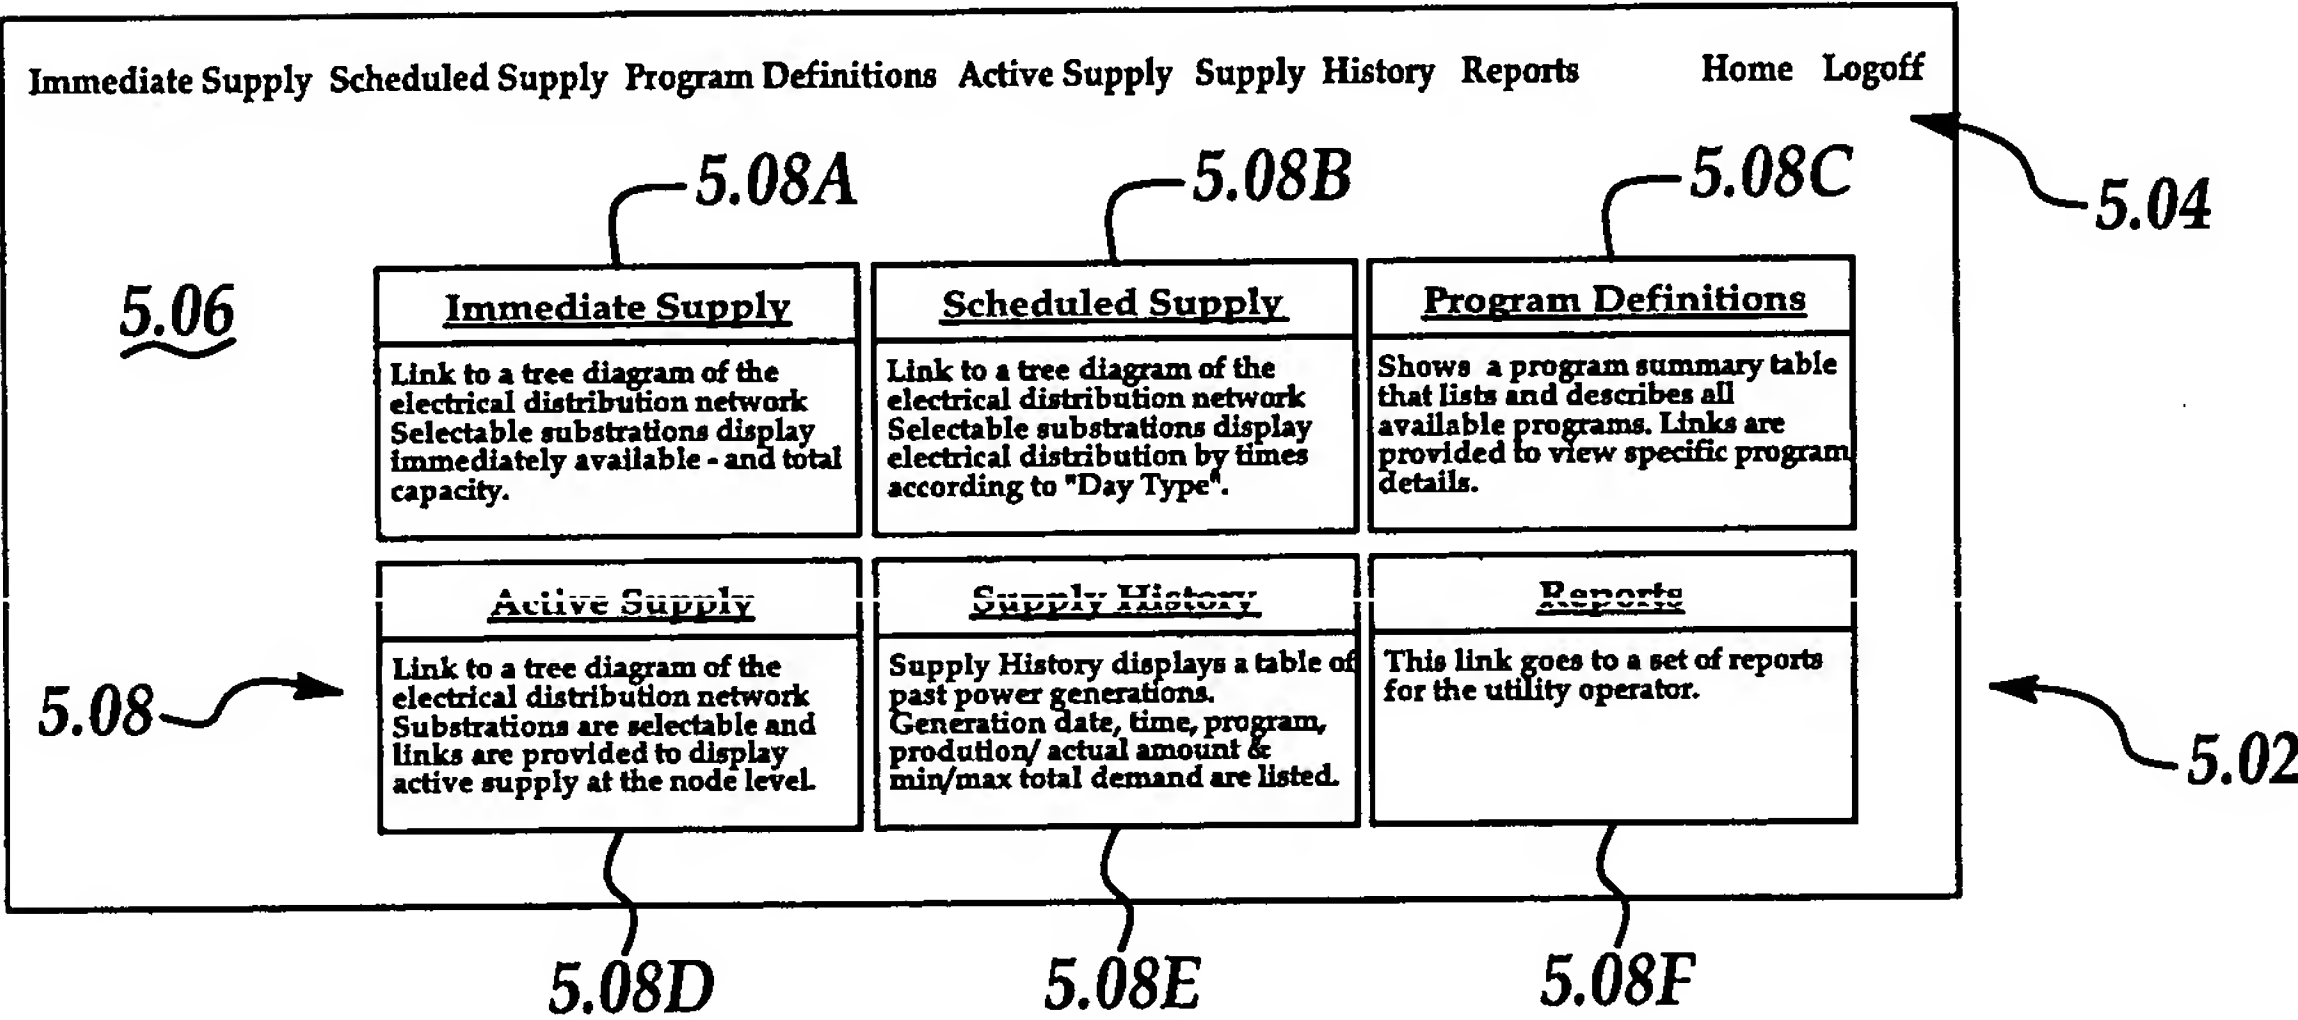 Immediate Supply Scheduled Supply Program Definitions Active Supply Supply History Reports Home Logoff
5.08A
5.08B
5.08C
5.04
5.06
Immediate Supply
Link to a tree diagram of the
electrical distribution network
Selectable substrations display
immediately available - and total
capacity.
Scheduled Supply
Link to a tree diagram of the
electrical distribution network
Selectable substrations display
electrical distribution by times
according to "Day Type".
Program Definitions
Shows a program summary table
that lists and describes all
available programs. Links are
provided to view specific program
details.
5.08
Active Supply
Link to a tree diagram of the
electrical distribution network
Substrations are selectable and
links are provided to display
active supply at the node level.
Supply History
Supply History displays a table of
past power generations.
Generation date, time, program,
prodution/ actual amount &
min/max total demand are listed.
Reports
This link goes to a set of reports
for the utility operator.
5.02
5.08D
5.08E
5.08F